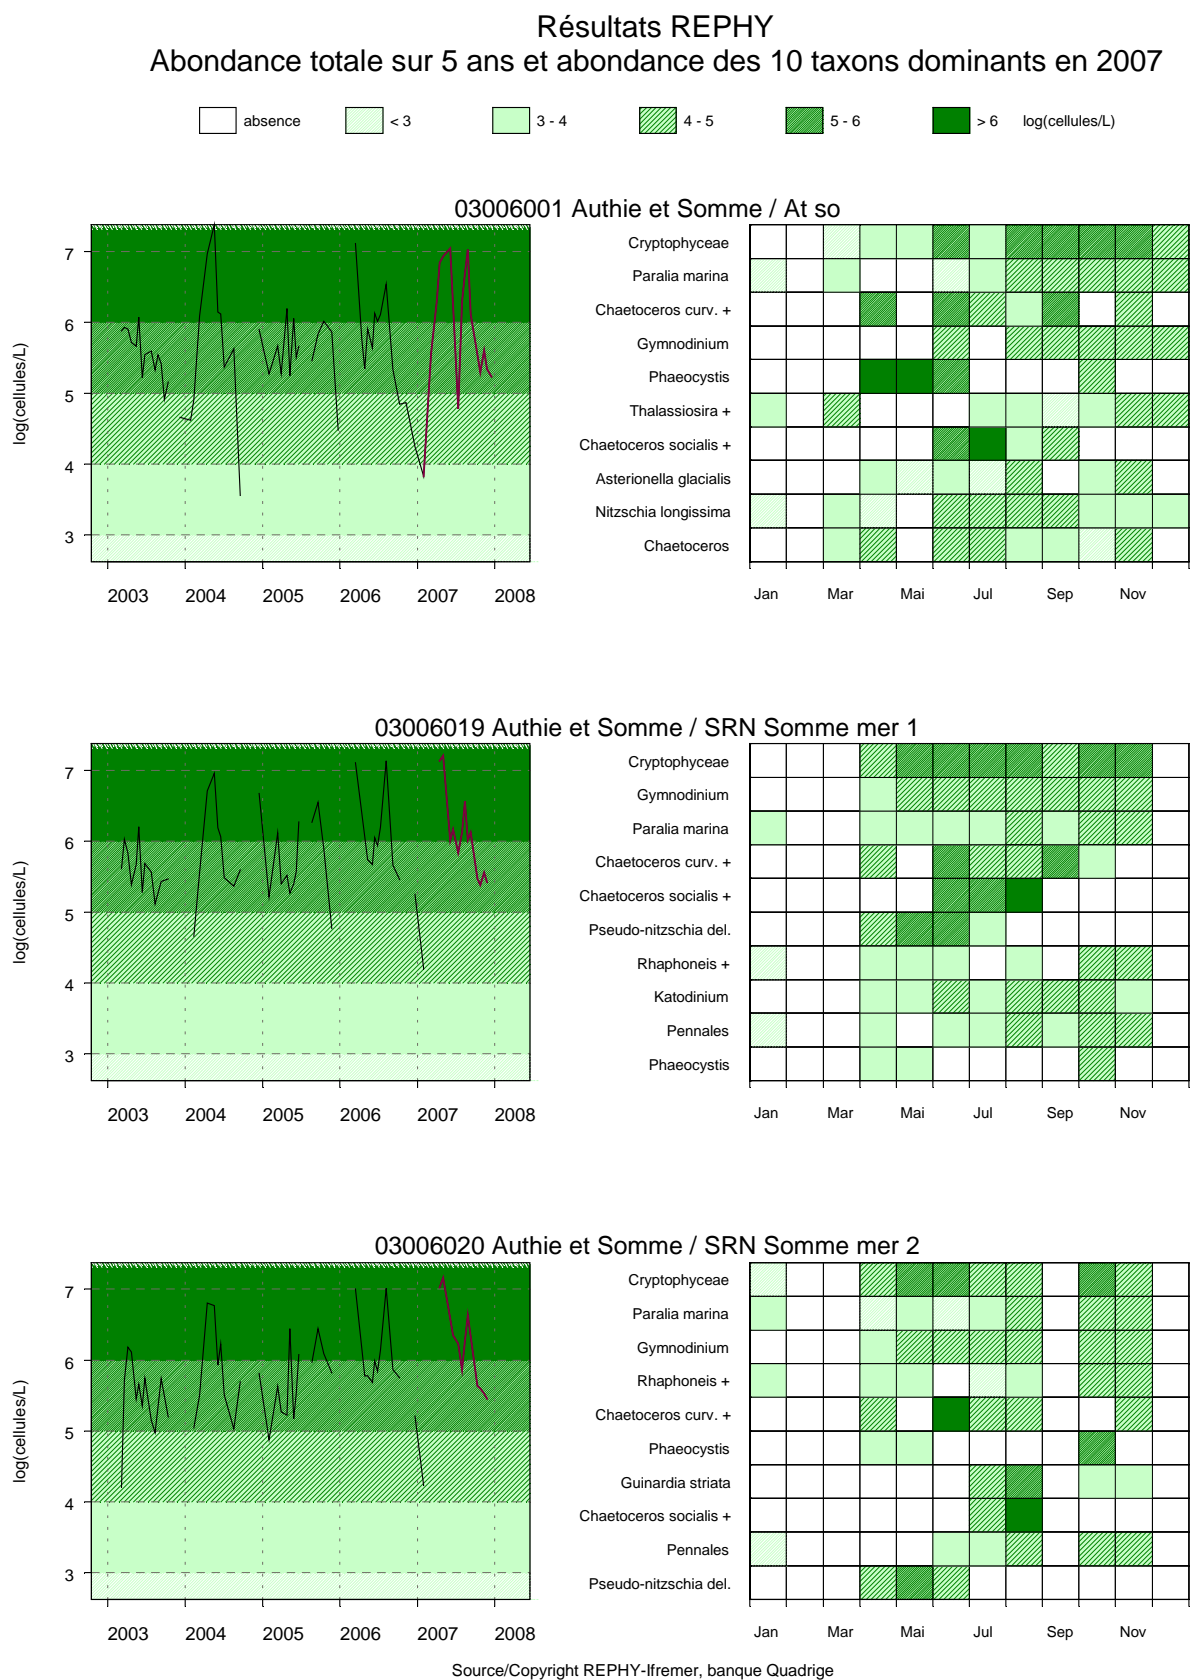 Résultats REPHY
Abondance totale sur 5 ans et abondance des 10 taxons dominants en 2007
absence < 3 3 - 4 4 - 5 5 - 6 > 6 log(cellules/L)
03006001 Authie et Somme / At so
log(cellules/L)
7
6
5
4
3
2003 2004 2005 2006 2007 2008
Cryptophyceae
Paralia marina
Chaetoceros curv. +
Gymnodinium
Phaeocystis
Thalassiosira +
Chaetoceros socialis +
Asterionella glacialis
Nitzschia longissima
Chaetoceros
Jan Mar Mai Jul Sep Nov
03006019 Authie et Somme / SRN Somme mer 1
log(cellules/L)
7
6
5
4
3
2003 2004 2005 2006 2007 2008
Cryptophyceae
Gymnodinium
Paralia marina
Chaetoceros curv. +
Chaetoceros socialis +
Pseudo-nitzschia del.
Rhaphoneis +
Katodinium
Pennales
Phaeocystis
Jan Mar Mai Jul Sep Nov
03006020 Authie et Somme / SRN Somme mer 2
log(cellules/L)
7
6
5
4
3
2003 2004 2005 2006 2007 2008
Cryptophyceae
Paralia marina
Gymnodinium
Rhaphoneis +
Chaetoceros curv. +
Phaeocystis
Guinardia striata
Chaetoceros socialis +
Pennales
Pseudo-nitzschia del.
Jan Mar Mai Jul Sep Nov
Source/Copyright REPHY-Ifremer, banque Quadrige